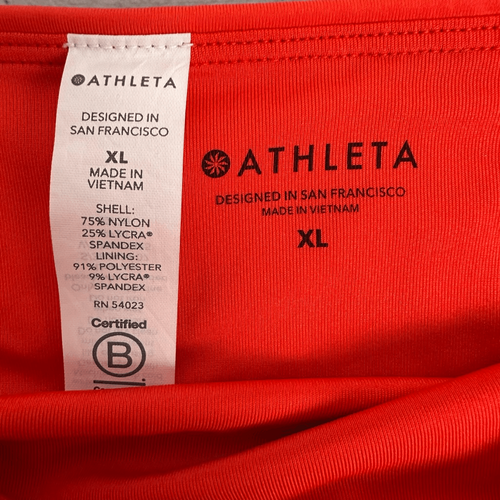 ATHLETA
DESIGNED IN
SAN FRANCISCO
XL
MADE IN
VIETNAM
SHELL:
75% NYLON
25% LYCRA®
SPANDEX
LINING:
91% POLYESTER
9% LYCRA®
SPANDEX
RN 54023
Certified
B
ATHLETA
DESIGNED IN SAN FRANCISCO
MADE IN VIETNAM
XL